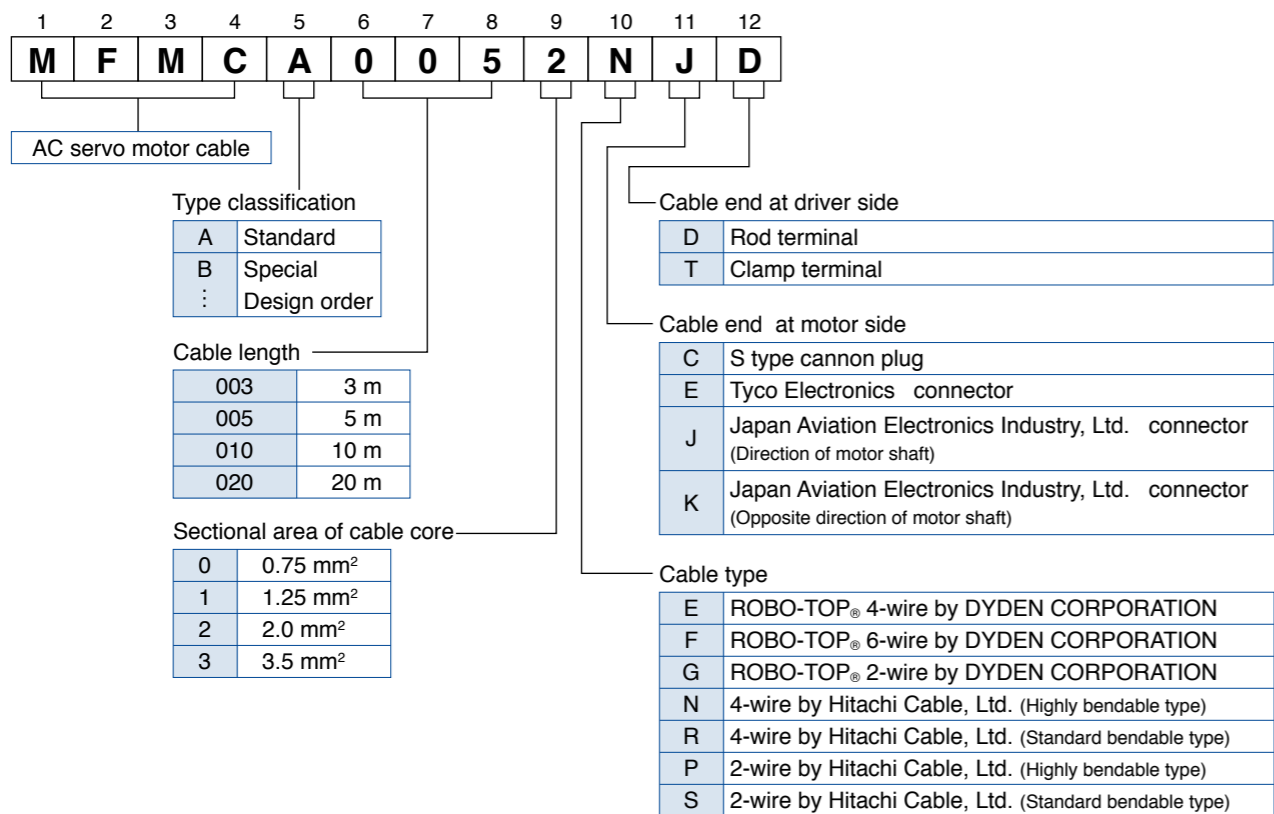 1 2 3 4 5 6 7 8 9 10 11 12
M F M C A 0 0 5 2 N J D
AC servo motor cable
Type classification
A Standard
B Special
⋮ Design order
Cable length
003 3 m
005 5 m
010 10 m
020 20 m
Sectional area of cable core
0 0.75 mm²
1 1.25 mm²
2 2.0 mm²
3 3.5 mm²
Cable end at driver side
D Rod terminal
T Clamp terminal
Cable end at motor side
C S type cannon plug
E Tyco Electronics connector
J Japan Aviation Electronics Industry, Ltd. connector
(Direction of motor shaft)
K Japan Aviation Electronics Industry, Ltd. connector
(Opposite direction of motor shaft)
Cable type
E ROBO-TOP® 4-wire by DYDEN CORPORATION
F ROBO-TOP® 6-wire by DYDEN CORPORATION
G ROBO-TOP® 2-wire by DYDEN CORPORATION
N 4-wire by Hitachi Cable, Ltd. (Highly bendable type)
R 4-wire by Hitachi Cable, Ltd. (Standard bendable type)
P 2-wire by Hitachi Cable, Ltd. (Highly bendable type)
S 2-wire by Hitachi Cable, Ltd. (Standard bendable type)